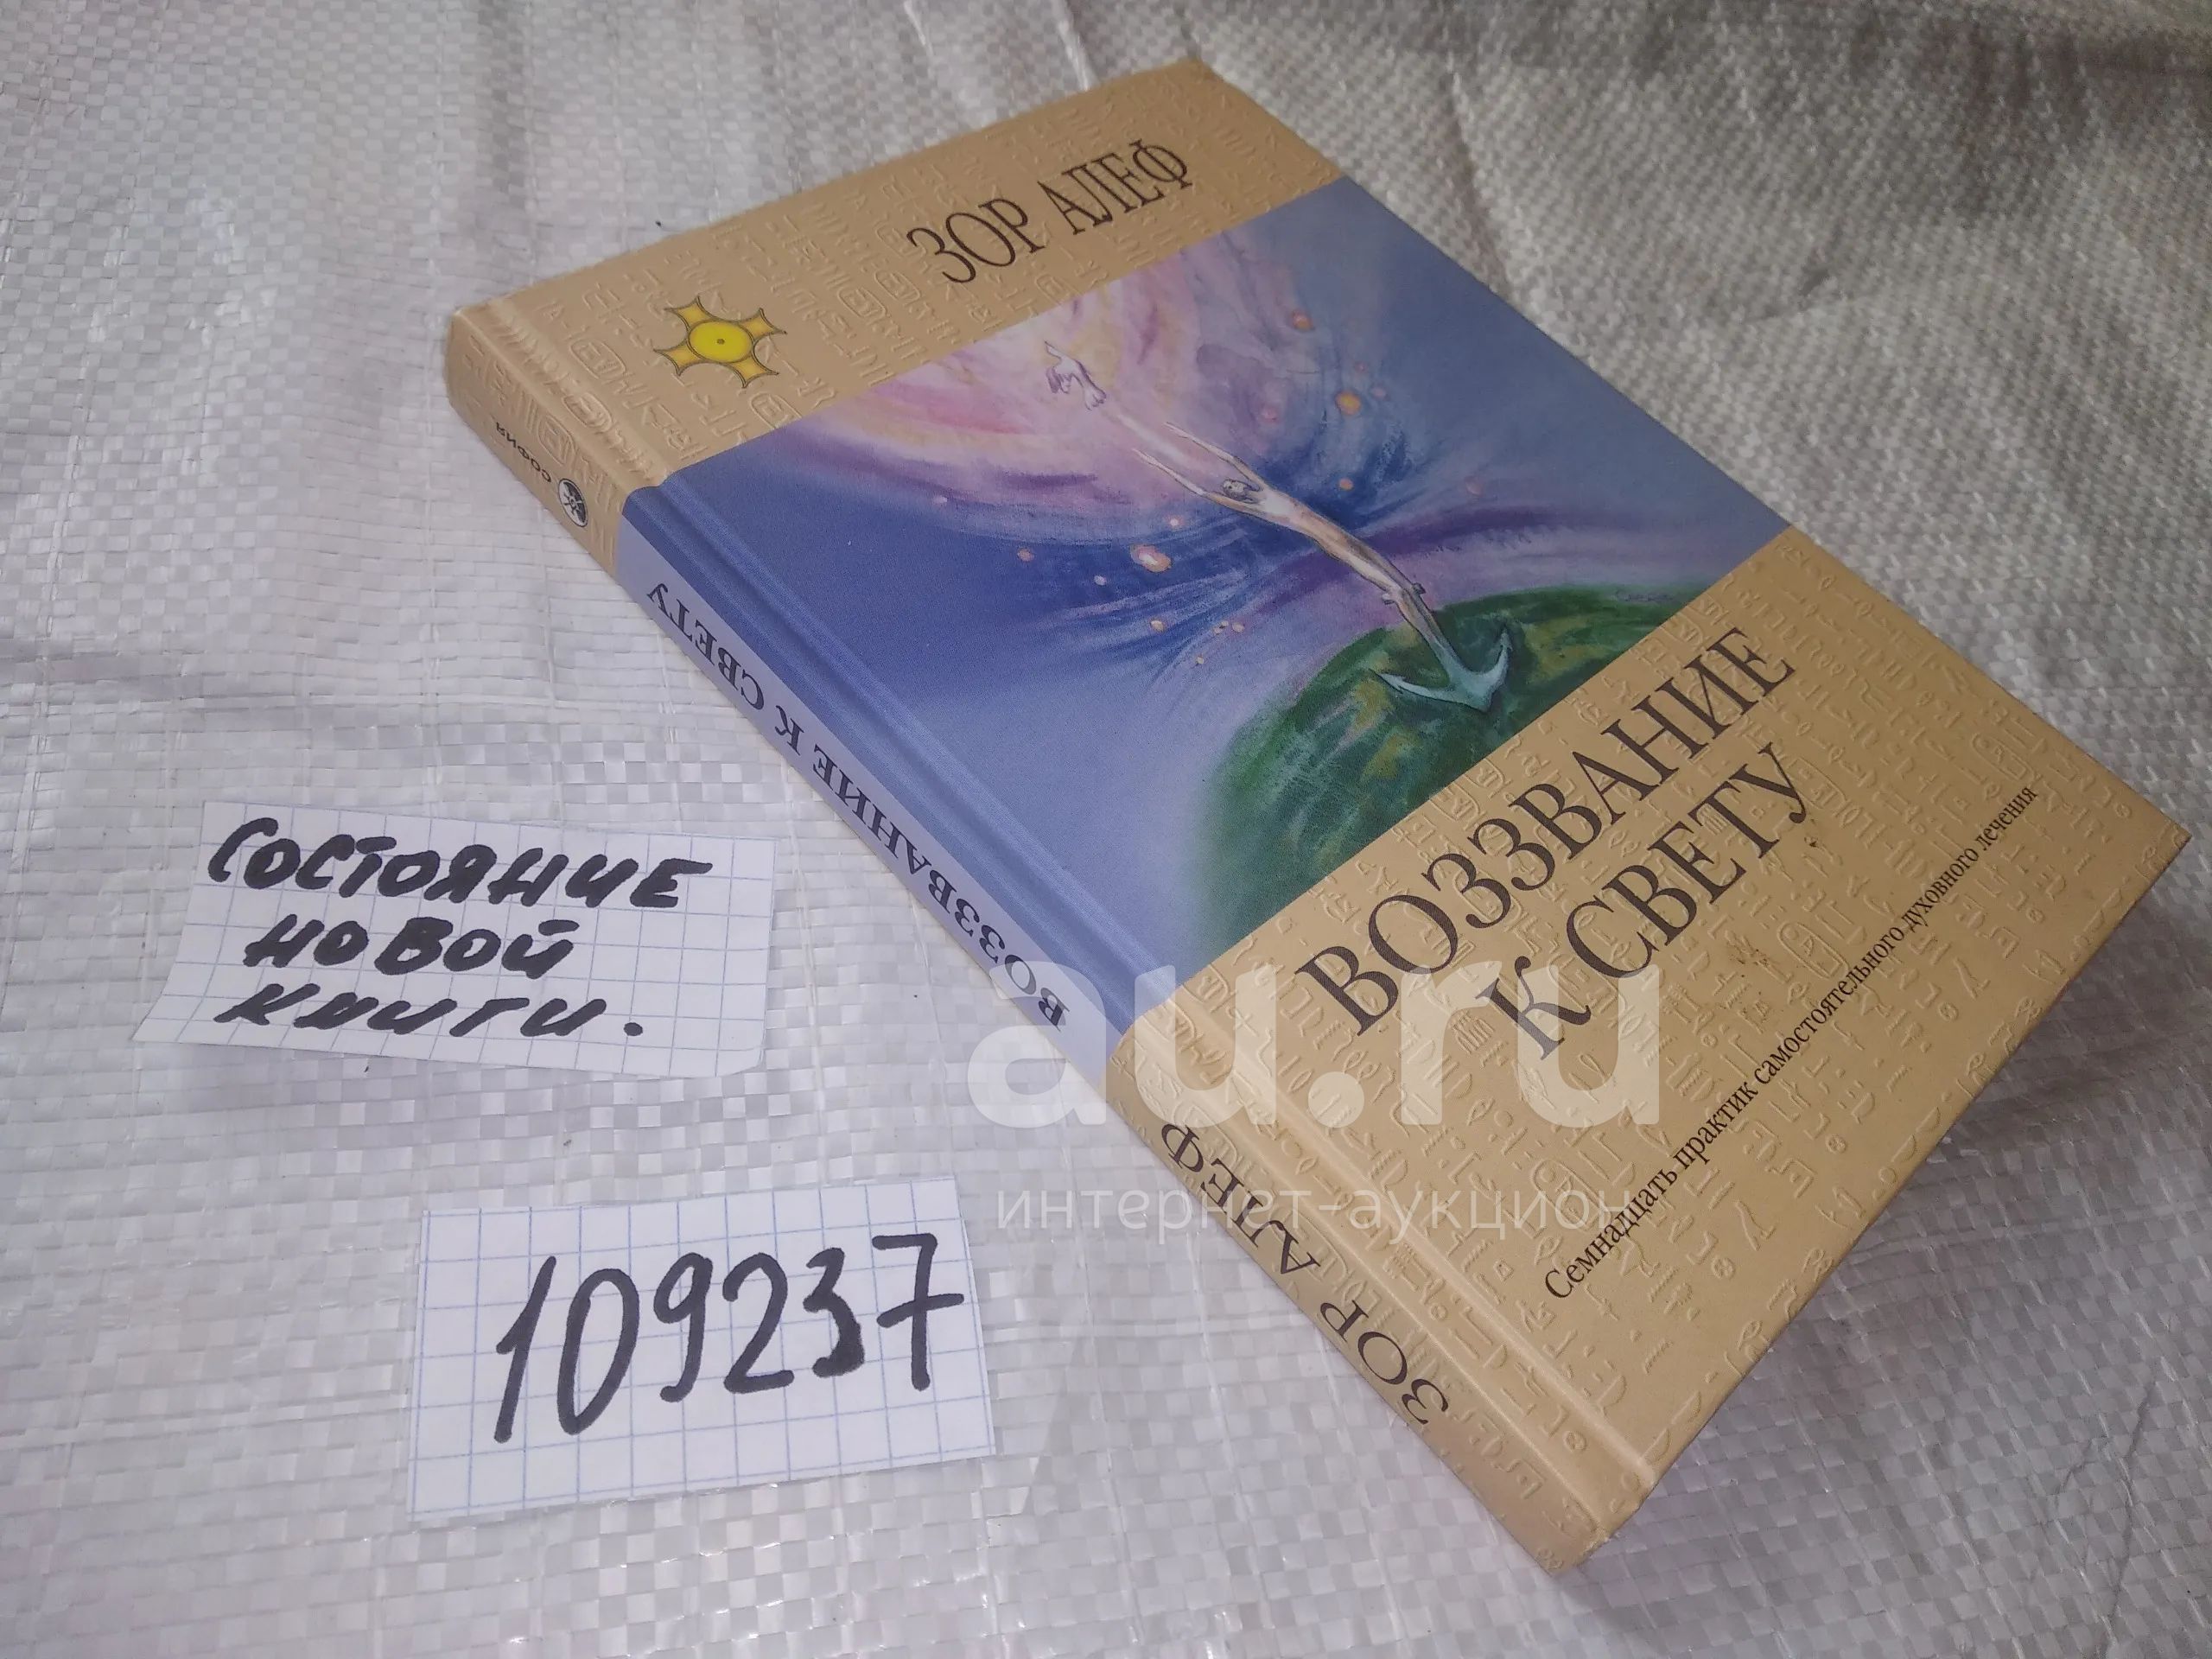 ЗОР АЛЕФ
ВОЗЗВАНИЕ
К СВЕТУ
Семнадцать практик самостоятельного духовного лечения
СОФИЯ
ВОЗЗВАНИЕ К СВЕТУ
ЗОР АЛЕФ
СОСТОЯНИЕ
НОВОЙ
КНИГИ.
109237
au.ru
интернет-аукцион